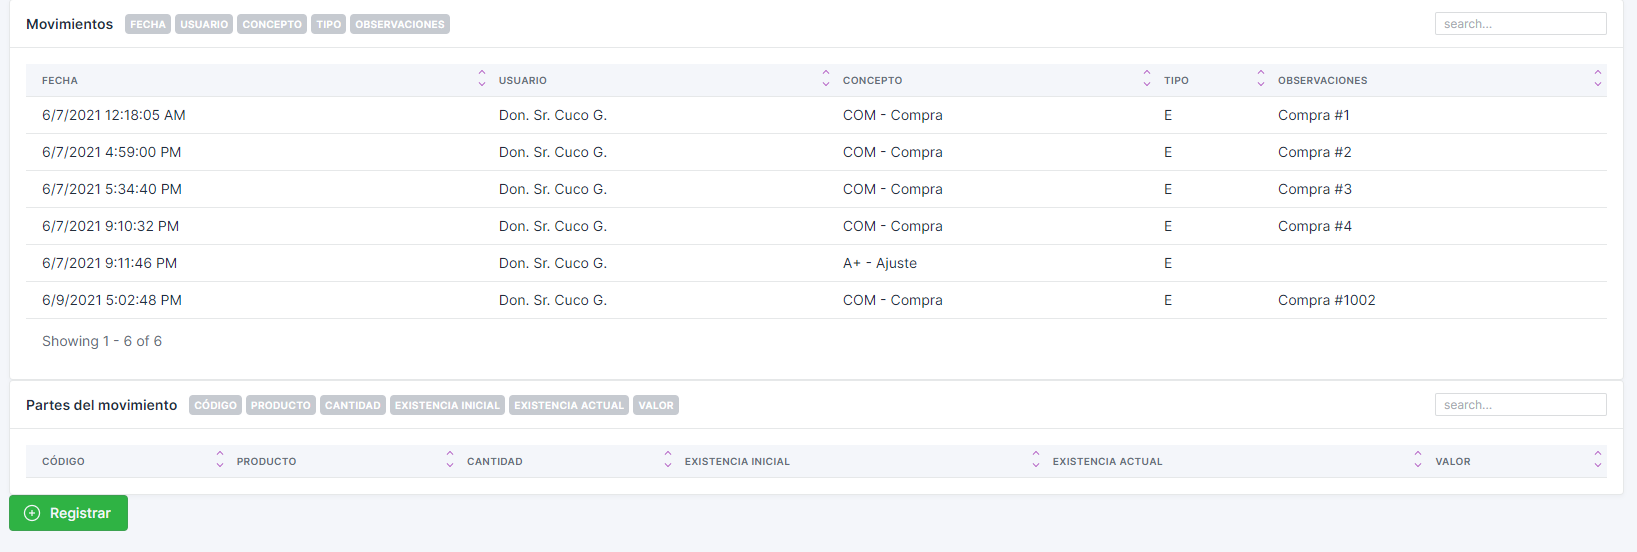 Movimientos FECHA USUARIO CONCEPTO TIPO OBSERVACIONES search...
FECHA USUARIO CONCEPTO TIPO OBSERVACIONES
6/7/2021 12:18:05 AM Don. Sr. Cuco G. COM - Compra E Compra #1
6/7/2021 4:59:00 PM Don. Sr. Cuco G. COM - Compra E Compra #2
6/7/2021 5:34:40 PM Don. Sr. Cuco G. COM - Compra E Compra #3
6/7/2021 9:10:32 PM Don. Sr. Cuco G. COM - Compra E Compra #4
6/7/2021 9:11:46 PM Don. Sr. Cuco G. A+ - Ajuste E
6/9/2021 5:02:48 PM Don. Sr. Cuco G. COM - Compra E Compra #1002
Showing 1 - 6 of 6
Partes del movimiento CÓDIGO PRODUCTO CANTIDAD EXISTENCIA INICIAL EXISTENCIA ACTUAL VALOR search...
CÓDIGO PRODUCTO CANTIDAD EXISTENCIA INICIAL EXISTENCIA ACTUAL VALOR
Registrar